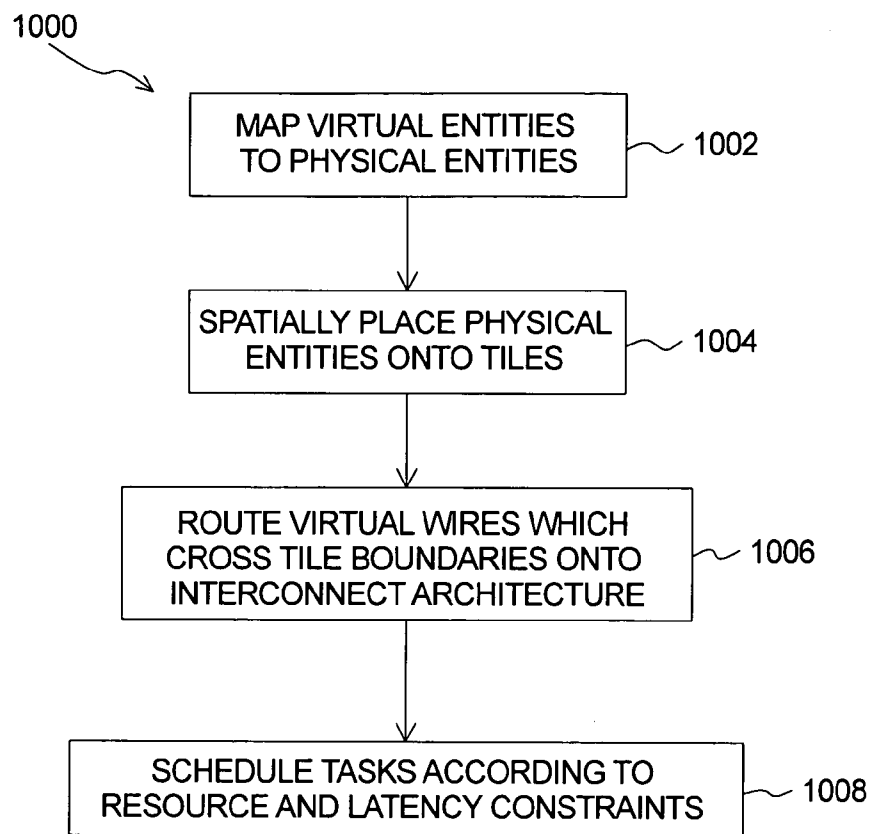 1000
MAP VIRTUAL ENTITIES
TO PHYSICAL ENTITIES
1002
SPATIALLY PLACE PHYSICAL
ENTITIES ONTO TILES
1004
ROUTE VIRTUAL WIRES WHICH
CROSS TILE BOUNDARIES ONTO
INTERCONNECT ARCHITECTURE
1006
SCHEDULE TASKS ACCORDING TO
RESOURCE AND LATENCY CONSTRAINTS
1008